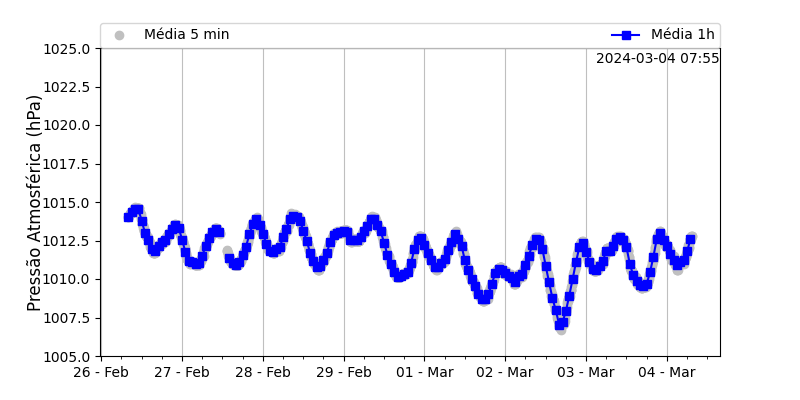 Média 5 min
Média 1h
2024-03-04 07:55
Pressão Atmosférica (hPa)
1025.0
1022.5
1020.0
1017.5
1015.0
1012.5
1010.0
1007.5
1005.0
26 - Feb
27 - Feb
28 - Feb
29 - Feb
01 - Mar
02 - Mar
03 - Mar
04 - Mar